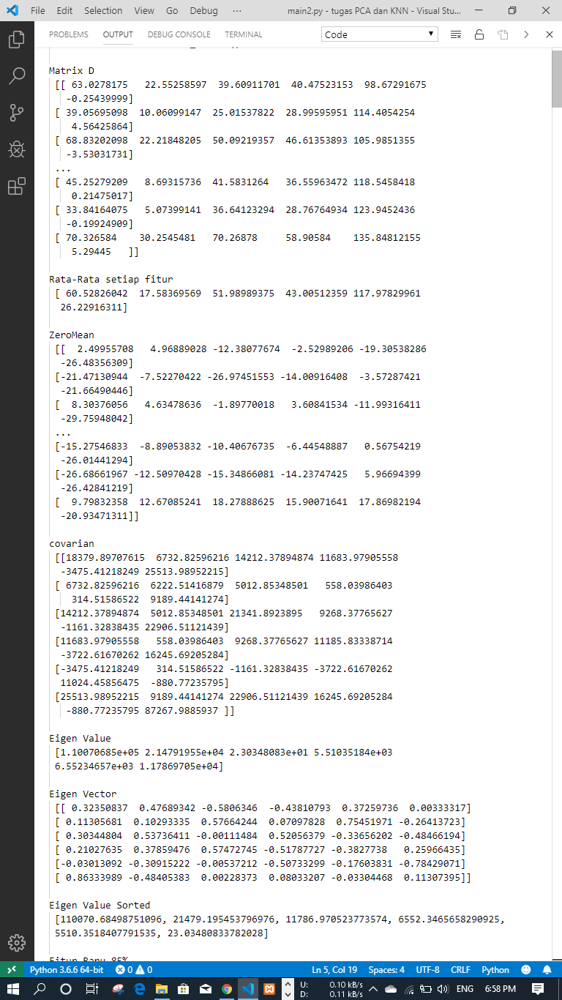 File Edit Selection View Go Debug ··· main2.py - tugas PCA dan KNN - Visual Stu...
PROBLEMS OUTPUT DEBUG CONSOLE TERMINAL Code
Matrix D
[[ 63.0278175 22.55258597 39.60911701 40.47523153 98.67291675
-0.25439999]
[ 39.05695098 10.06099147 25.01537822 28.99595951 114.4054254
4.56425864]
[ 68.83202098 22.21848205 50.09219357 46.61353893 105.9851355
-3.53031731]
...
[ 45.25279209 8.69315736 41.5831264 36.55963472 118.5458418
0.21475017]
[ 33.84164075 5.07399141 36.64123294 28.76764934 123.9452436
-0.19924909]
[ 70.326584 30.2545481 70.26878 58.90584 135.84812155
5.29445 ]]
Rata-Rata setiap fitur
[ 60.52826042 17.58369569 51.98989375 43.00512359 117.97829961
26.22916311]
ZeroMean
[[ 2.49955708 4.96889028 -12.38077674 -2.52989206 -19.30538286
-26.48356309]
[-21.47130944 -7.52270422 -26.97451553 -14.00916408 -3.57287421
-21.66490446]
[ 8.30376056 4.63478636 -1.89770018 3.60841534 -11.99316411
-29.75948042]
...
[-15.27546833 -8.89053832 -10.40676735 -6.44548887 0.56754219
-26.01441294]
[-26.68661967 -12.50970428 -15.34866081 -14.23747425 5.96694399
-26.42841219]
[ 9.79832358 12.67085241 18.27888625 15.90071641 17.86982194
-20.93471311]]
covarian
[[18379.89707615 6732.82596216 14212.37894874 11683.97905558
-3475.41218249 25513.98952215]
[ 6732.82596216 6222.51416879 5012.85348501 558.03986403
314.51586522 9189.44141274]
[14212.37894874 5012.85348501 21341.8923895 9268.37765627
-1161.32838435 22906.51121439]
[11683.97905558 558.03986403 9268.37765627 11185.83338714
-3722.61670262 16245.69205284]
[-3475.41218249 314.51586522 -1161.32838435 -3722.61670262
11024.45856475 -880.77235795]
[25513.98952215 9189.44141274 22906.51121439 16245.69205284
-880.77235795 87267.9885937 ]]
Eigen Value
[1.10070685e+05 2.14791955e+04 2.30348083e+01 5.51035184e+03
6.55234657e+03 1.17869705e+04]
Eigen Vector
[[ 0.32350837 0.47689342 -0.5806346 -0.43810793 0.37259736 0.00333317]
[ 0.11305681 0.10293335 0.57664244 0.07097828 0.75451971 -0.26413723]
[ 0.30344804 0.53736411 -0.00111484 0.52056379 -0.33656202 -0.48466194]
[ 0.21027635 0.37859476 0.57472745 -0.51787727 -0.3827738 0.25966435]
[-0.03013092 -0.30915222 -0.00537212 -0.50733299 -0.17603831 -0.78429071]
[ 0.86333989 -0.48405383 0.00228373 0.08033207 -0.03304468 0.11307395]]
Eigen Value Sorted
[110070.68498751096, 21479.195453796976, 11786.970523773574, 6552.3465658290925,
5510.3518407791535, 23.03480833782028]
Fitur Baru 85%
Python 3.6.6 64-bit 0 0 Ln 5, Col 19 Spaces: 4 UTF-8 CRLF Python
U: 0.10 kB/s
D: 0.11 kB/s
ENG 6:58 PM